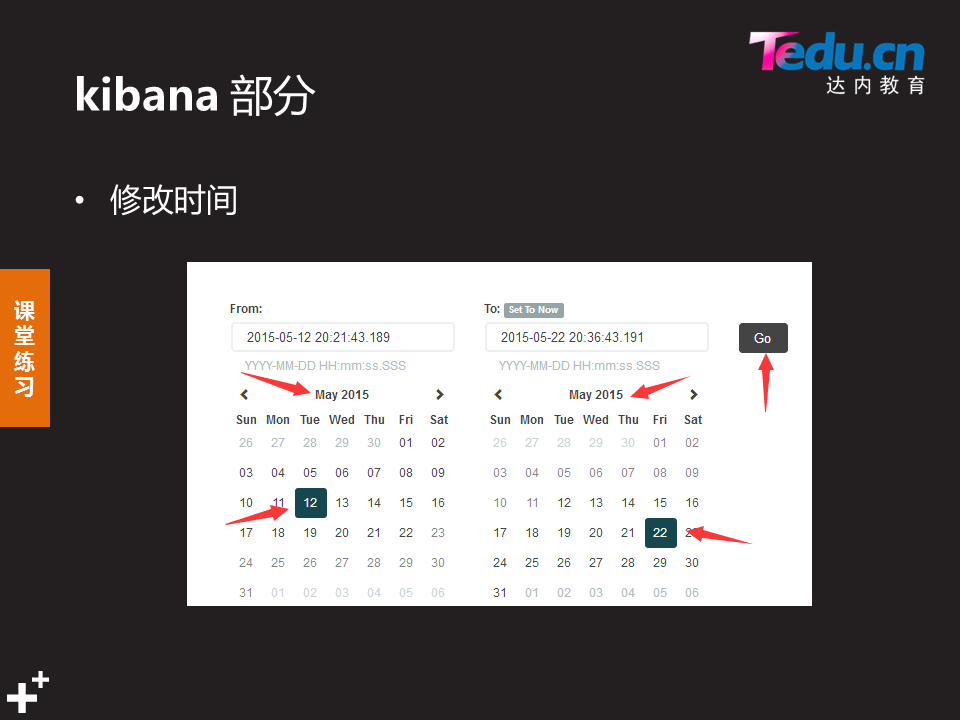 Tedu.cn
达内教育
kibana 部分
• 修改时间
课堂练习
From:
2015-05-12 20:21:43.189
YYYY-MM-DD HH:mm:ss.SSS
May 2015
Sun Mon Tue Wed Thu Fri Sat
26 27 28 29 30 01 02
03 04 05 06 07 08 09
10 11 12 13 14 15 16
17 18 19 20 21 22 23
24 25 26 27 28 29 30
31 01 02 03 04 05 06
To: Set To Now
2015-05-22 20:36:43.191
YYYY-MM-DD HH:mm:ss.SSS
May 2015
Sun Mon Tue Wed Thu Fri Sat
26 27 28 29 30 01 02
03 04 05 06 07 08 09
10 11 12 13 14 15 16
17 18 19 20 21 22 23
24 25 26 27 28 29 30
31 01 02 03 04 05 06
Go